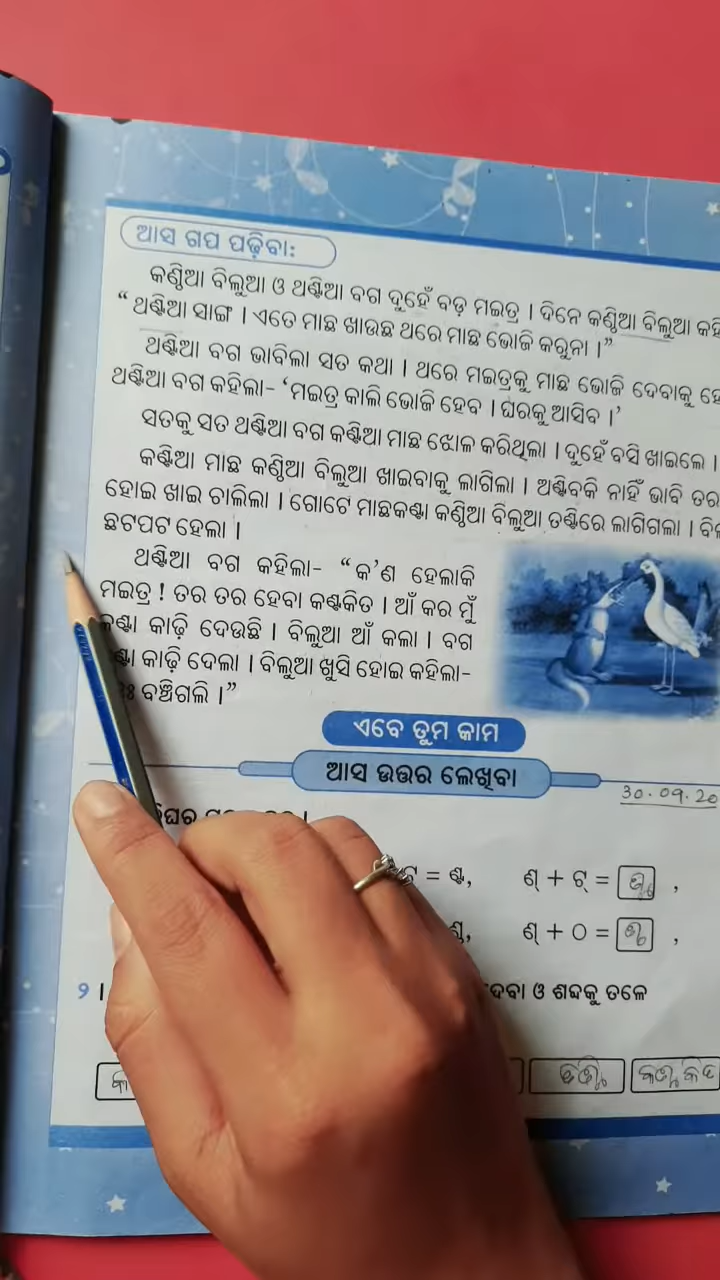 ଆସ ଗପ ପଢ଼ିବା:
କଣ୍ଠିଆ ବିଲୁଆ ଓ ଥଣ୍ଟିଆ ବଗ ଦୁହେଁ ବଡ଼ ମଇତ୍ର । ଦିନେ କଣ୍ଠିଆ ବିଲୁଆ
“ ଥଣ୍ଟିଆ ସାଙ୍ଗ । ଏତେ ମାଛ ଖାଉଛ ଥରେ ମାଛ ଭୋଜି କରୁନା ।”
ଥଣ୍ଟିଆ ବଗ ଭାବିଲା ସତ କଥା । ଥରେ ମଇତ୍ରକୁ ମାଛ ଭୋଜି ଦେବାକୁ
ଥଣ୍ଟିଆ ବଗ କହିଲା- ‘ମଇତ୍ର କାଲି ଭୋଜି ହେବ । ଘରକୁ ଆସିବ ।’
ସତକୁ ସତ ଥଣ୍ଟିଆ ବଗ କଣ୍ଟିଆ ମାଛ ଝୋଳ କରିଥିଲା । ଦୁହେଁ ବସି ଖାଇଲେ ।
କଣ୍ଟିଆ ମାଛ କଣ୍ଠିଆ ବିଲୁଆ ଖାଇବାକୁ ଲାଗିଲା । ଅଣ୍ଟିବକି ନାହିଁ ଭାବି ତର
ହୋଇ ଖାଇ ଚାଲିଲା । ଗୋଟେ ମାଛକଣ୍ଟା କଣ୍ଠିଆ ବିଲୁଆ ତଣ୍ଟିରେ ଲାଗିଗଲା ।
ଛଟପଟ ହେଲା ।
ଥଣ୍ଟିଆ ବଗ କହିଲା- “କ’ଣ ହେଲାକି
ମଇତ୍ର ! ତର ତର ହେବା କଣ୍ଟକିତ । ଆଁ କର ମୁଁ
କଣ୍ଟା କାଢ଼ି ଦେଉଛି । ବିଲୁଆ ଆଁ କଲା । ବଗ
କାଢ଼ି ଦେଲା । ବିଲୁଆ ଖୁସି ହୋଇ କହିଲା-
ବଞ୍ଚିଗଲି ।”
ଏବେ ତୁମ କାମ
ଆସ ଉତ୍ତର ଲେଖିବା
30.09.20
= ଣ୍ଟ, ଣ୍ + ଟ୍ = ଣ୍ଟ ,
ଣ୍ + ଠ = ଣ୍ଠ ,
୨ । ଓ ଶବ୍ଦକୁ ତଳେ